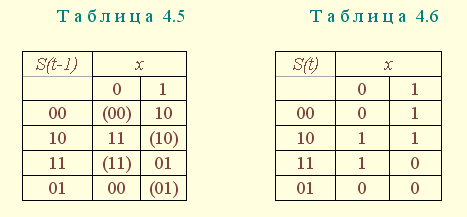 Таблица 4.5 Таблица 4.6
S(t-1) x S(t) x
0 1 0 1
00 (00) 10 00 0 1
10 11 (10) 10 1 1
11 (11) 01 11 1 0
01 00 (01) 01 0 0